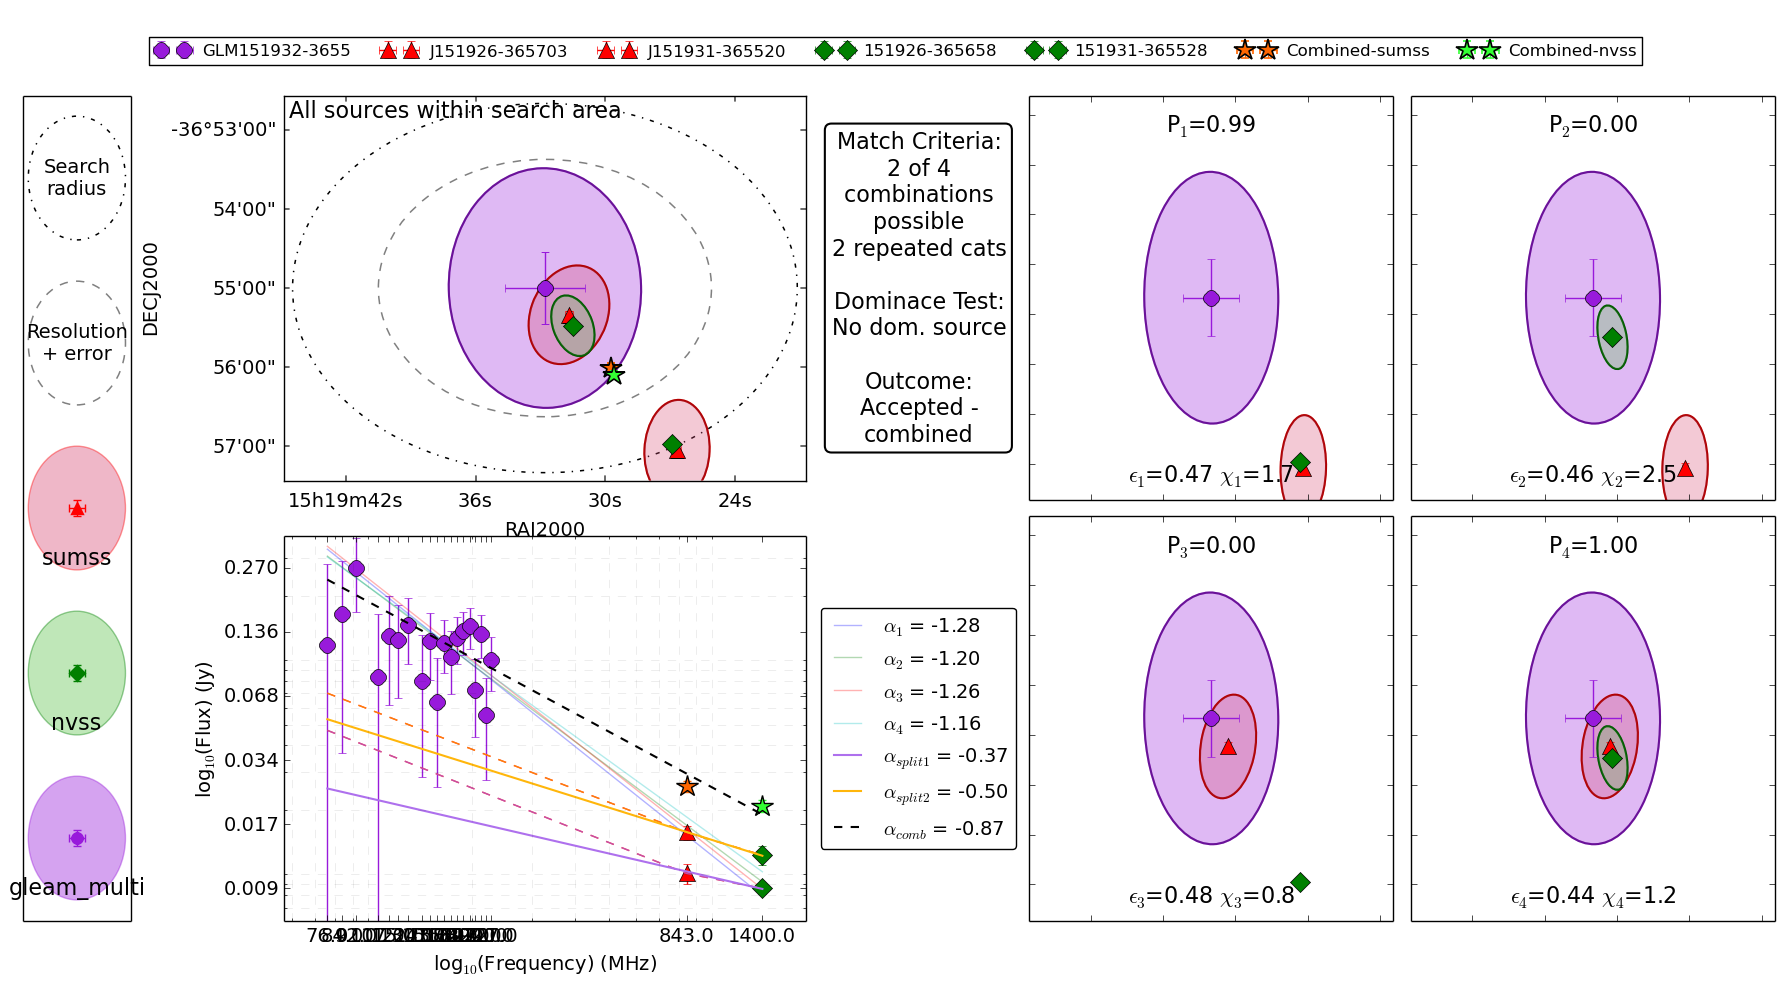 GLM151932-3655 J151926-365703 J151931-365520 151926-365658 151931-365528 Combined-sumss Combined-nvss
Search
radius
Resolution
+ error
sumss
nvss
gleam_multi
All sources within search area
-36°53'00"
54'00"
55'00"
56'00"
57'00"
DECJ2000
15h19m42s 36s 30s 24s
RAJ2000
Match Criteria:
2 of 4
combinations
possible
2 repeated cats
Dominace Test:
No dom. source
Outcome:
Accepted -
combined
P1=0.99
ϵ1=0.47 χ1=1.7
P2=0.00
ϵ2=0.46 χ2=2.5
P3=0.00
ϵ3=0.48 χ3=0.8
P4=1.00
ϵ4=0.44 χ4=1.2
0.270
0.136
0.068
0.034
0.017
0.009
log10(Flux) (Jy)
843.0 1400.0
log10(Frequency) (MHz)
α1 = -1.28
α2 = -1.20
α3 = -1.26
α4 = -1.16
αsplit1 = -0.37
αsplit2 = -0.50
αcomb = -0.87